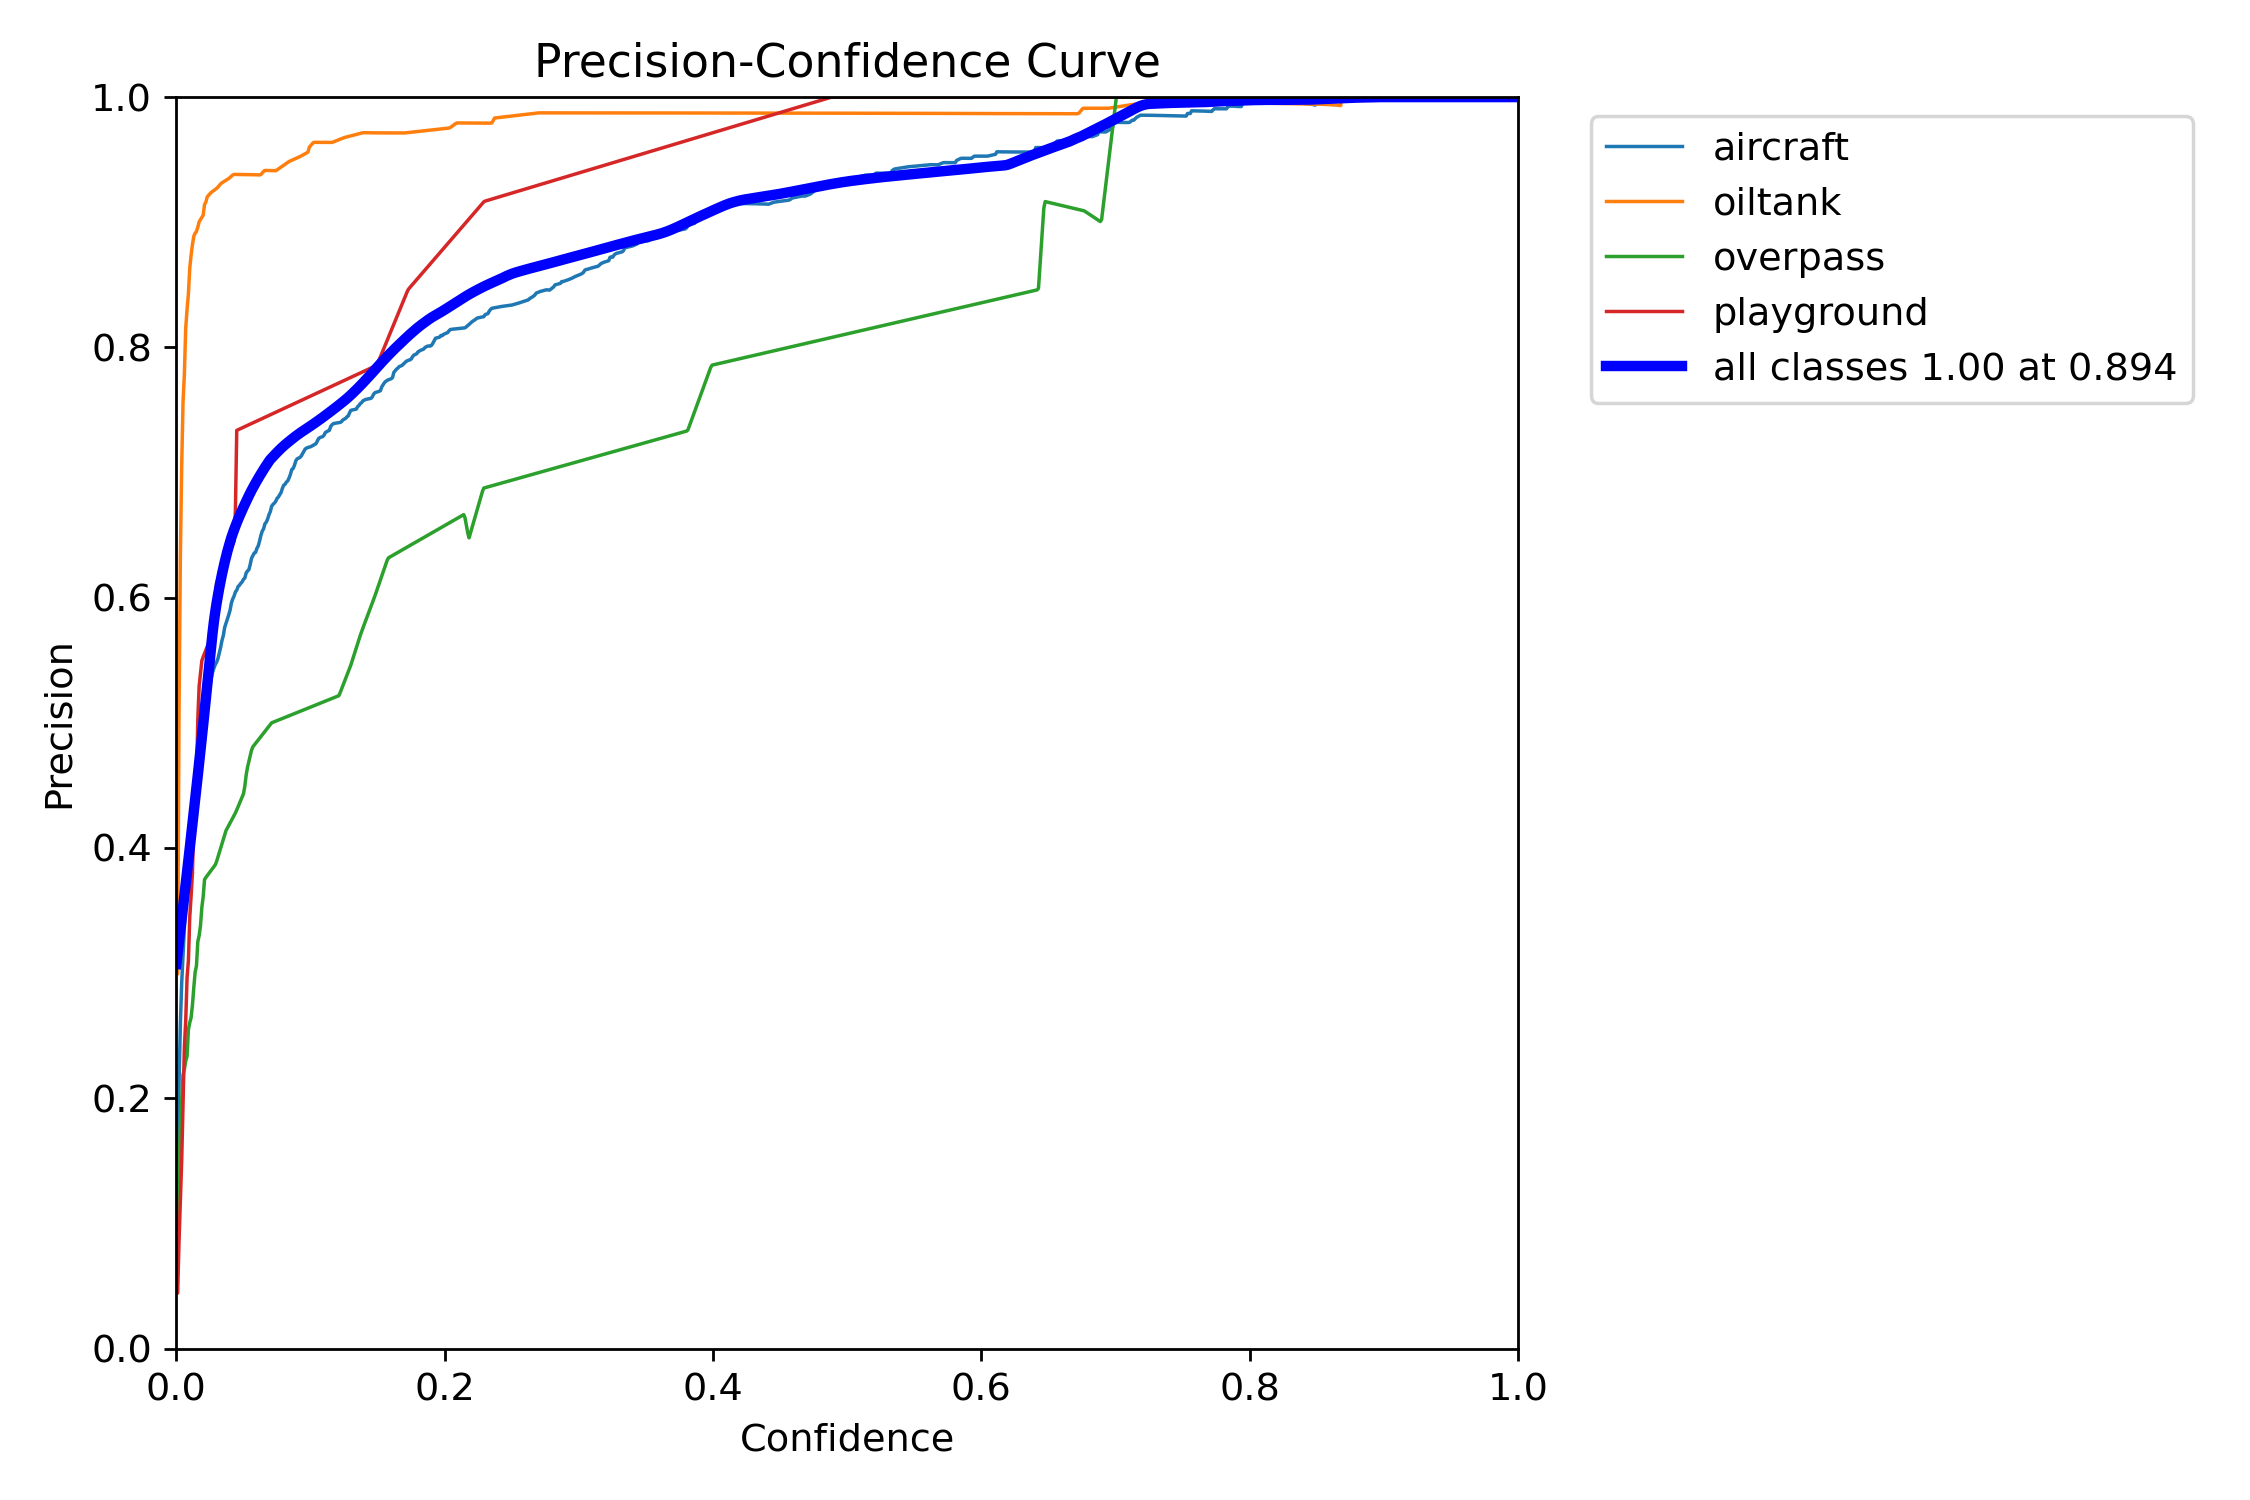 Precision-Confidence Curve
1.0
0.8
0.6
0.4
0.2
0.0
Precision
0.0 0.2 0.4 0.6 0.8 1.0
Confidence
aircraft
oiltank
overpass
playground
all classes 1.00 at 0.894